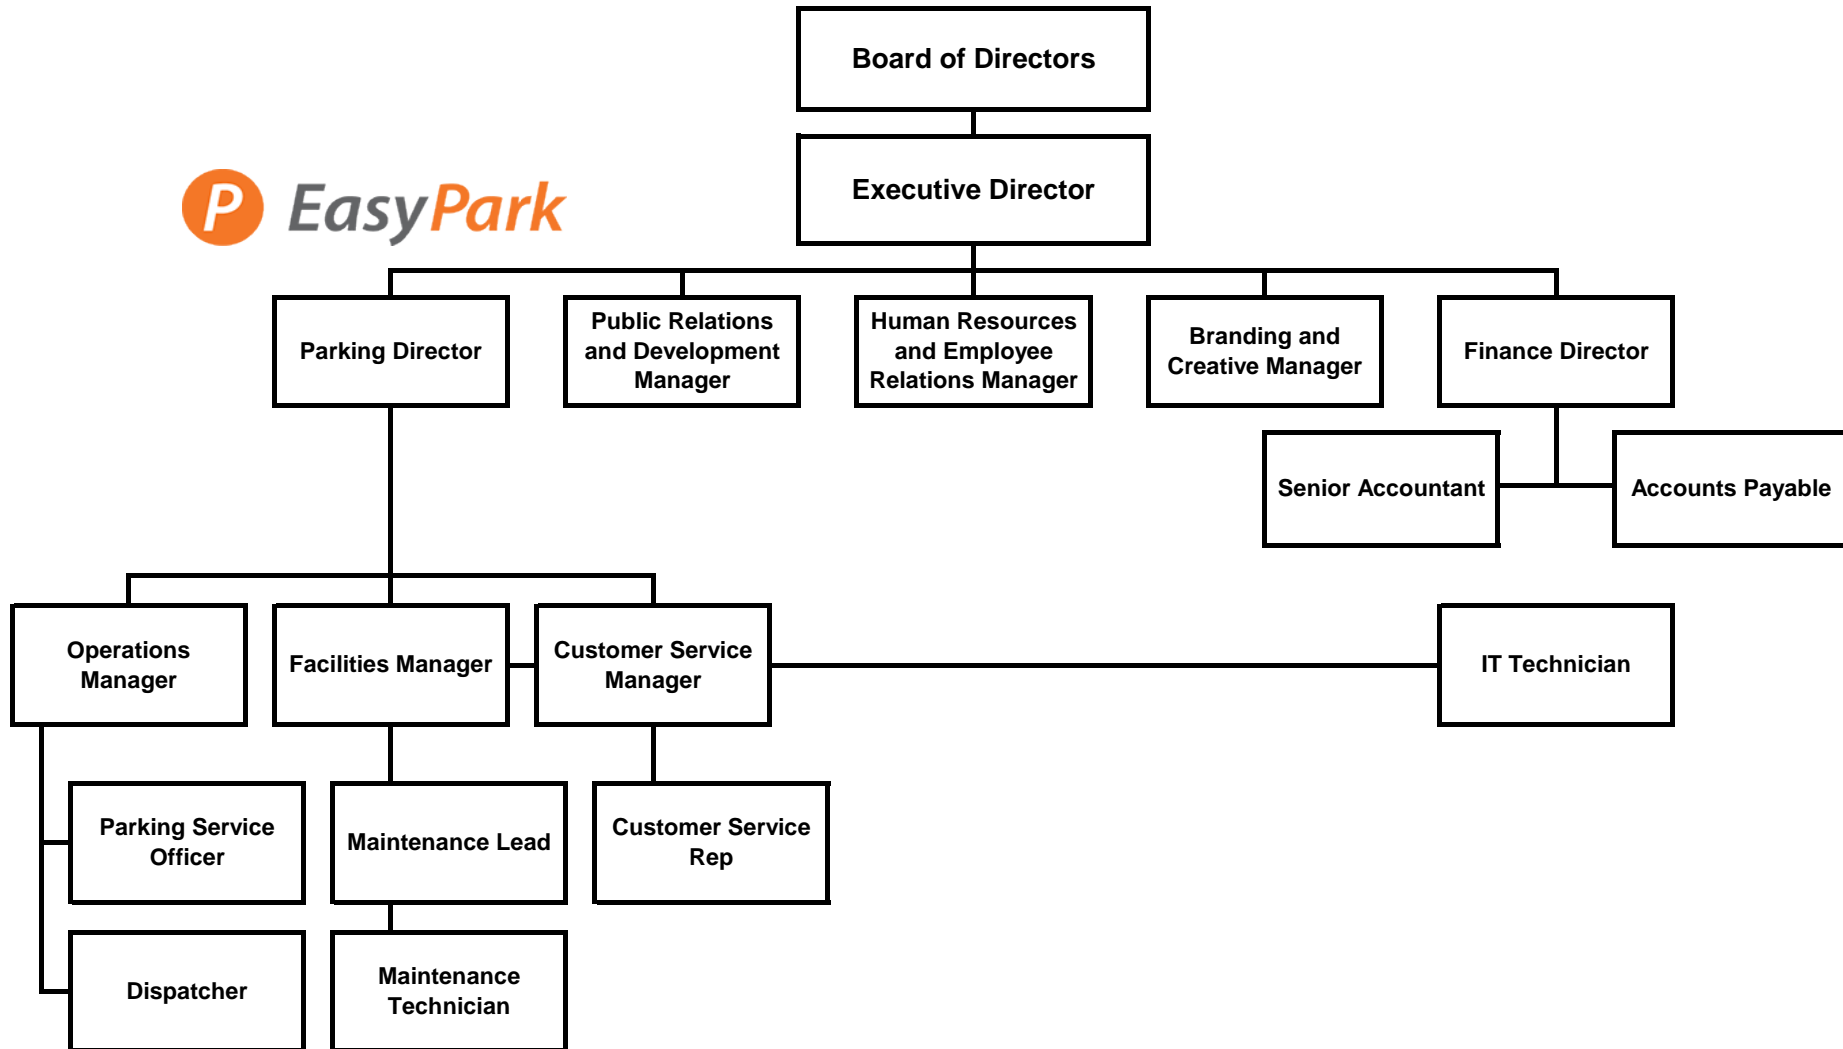 Board of Directors
Executive Director
P EasyPark
Parking Director
Public Relations
and Development
Manager
Human Resources
and Employee
Relations Manager
Branding and
Creative Manager
Finance Director
Senior Accountant
Accounts Payable
Operations
Manager
Facilities Manager
Customer Service
Manager
IT Technician
Parking Service
Officer
Maintenance Lead
Customer Service
Rep
Dispatcher
Maintenance
Technician